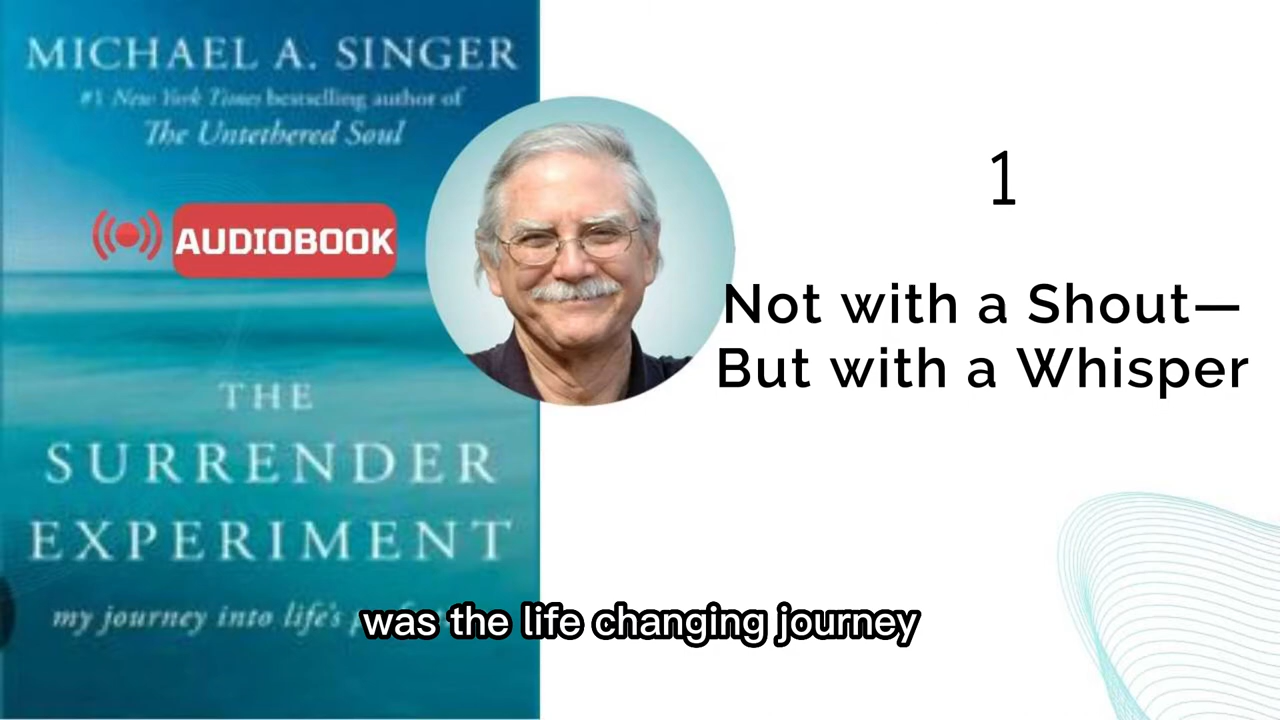 MICHAEL A. SINGER
#1 New York Times bestselling author of
The Untethered Soul
AUDIOBOOK
THE
SURRENDER
EXPERIMENT
my journey into life's
1
Not with a Shout—
But with a Whisper
was the life changing journey